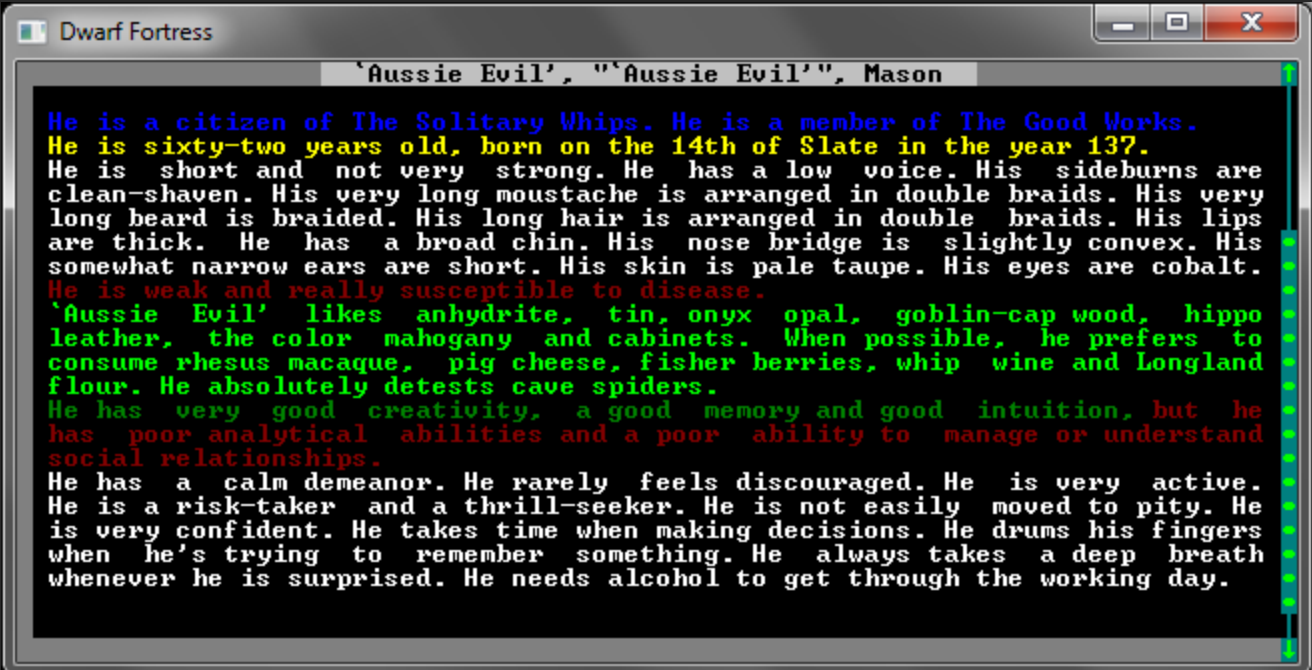 Dwarf Fortress
`Aussie Evil', "`Aussie Evil'", Mason
He is a citizen of The Solitary Whips. He is a member of The Good Works.
He is sixty-two years old, born on the 14th of Slate in the year 137.
He is short and not very strong. He has a low voice. His sideburns are
clean-shaven. His very long moustache is arranged in double braids. His very
long beard is braided. His long hair is arranged in double braids. His lips
are thick. He has a broad chin. His nose bridge is slightly convex. His
somewhat narrow ears are short. His skin is pale taupe. His eyes are cobalt.
He is weak and really susceptible to disease.
`Aussie Evil' likes anhydrite, tin, onyx opal, goblin-cap wood, hippo
leather, the color mahogany and cabinets. When possible, he prefers to
consume rhesus macaque, pig cheese, fisher berries, whip wine and Longland
flour. He absolutely detests cave spiders.
He has very good creativity, a good memory and good intuition, but he
has poor analytical abilities and a poor ability to manage or understand
social relationships.
He has a calm demeanor. He rarely feels discouraged. He is very active.
He is a risk-taker and a thrill-seeker. He is not easily moved to pity. He
is very confident. He takes time when making decisions. He drums his fingers
when he's trying to remember something. He always takes a deep breath
whenever he is surprised. He needs alcohol to get through the working day.